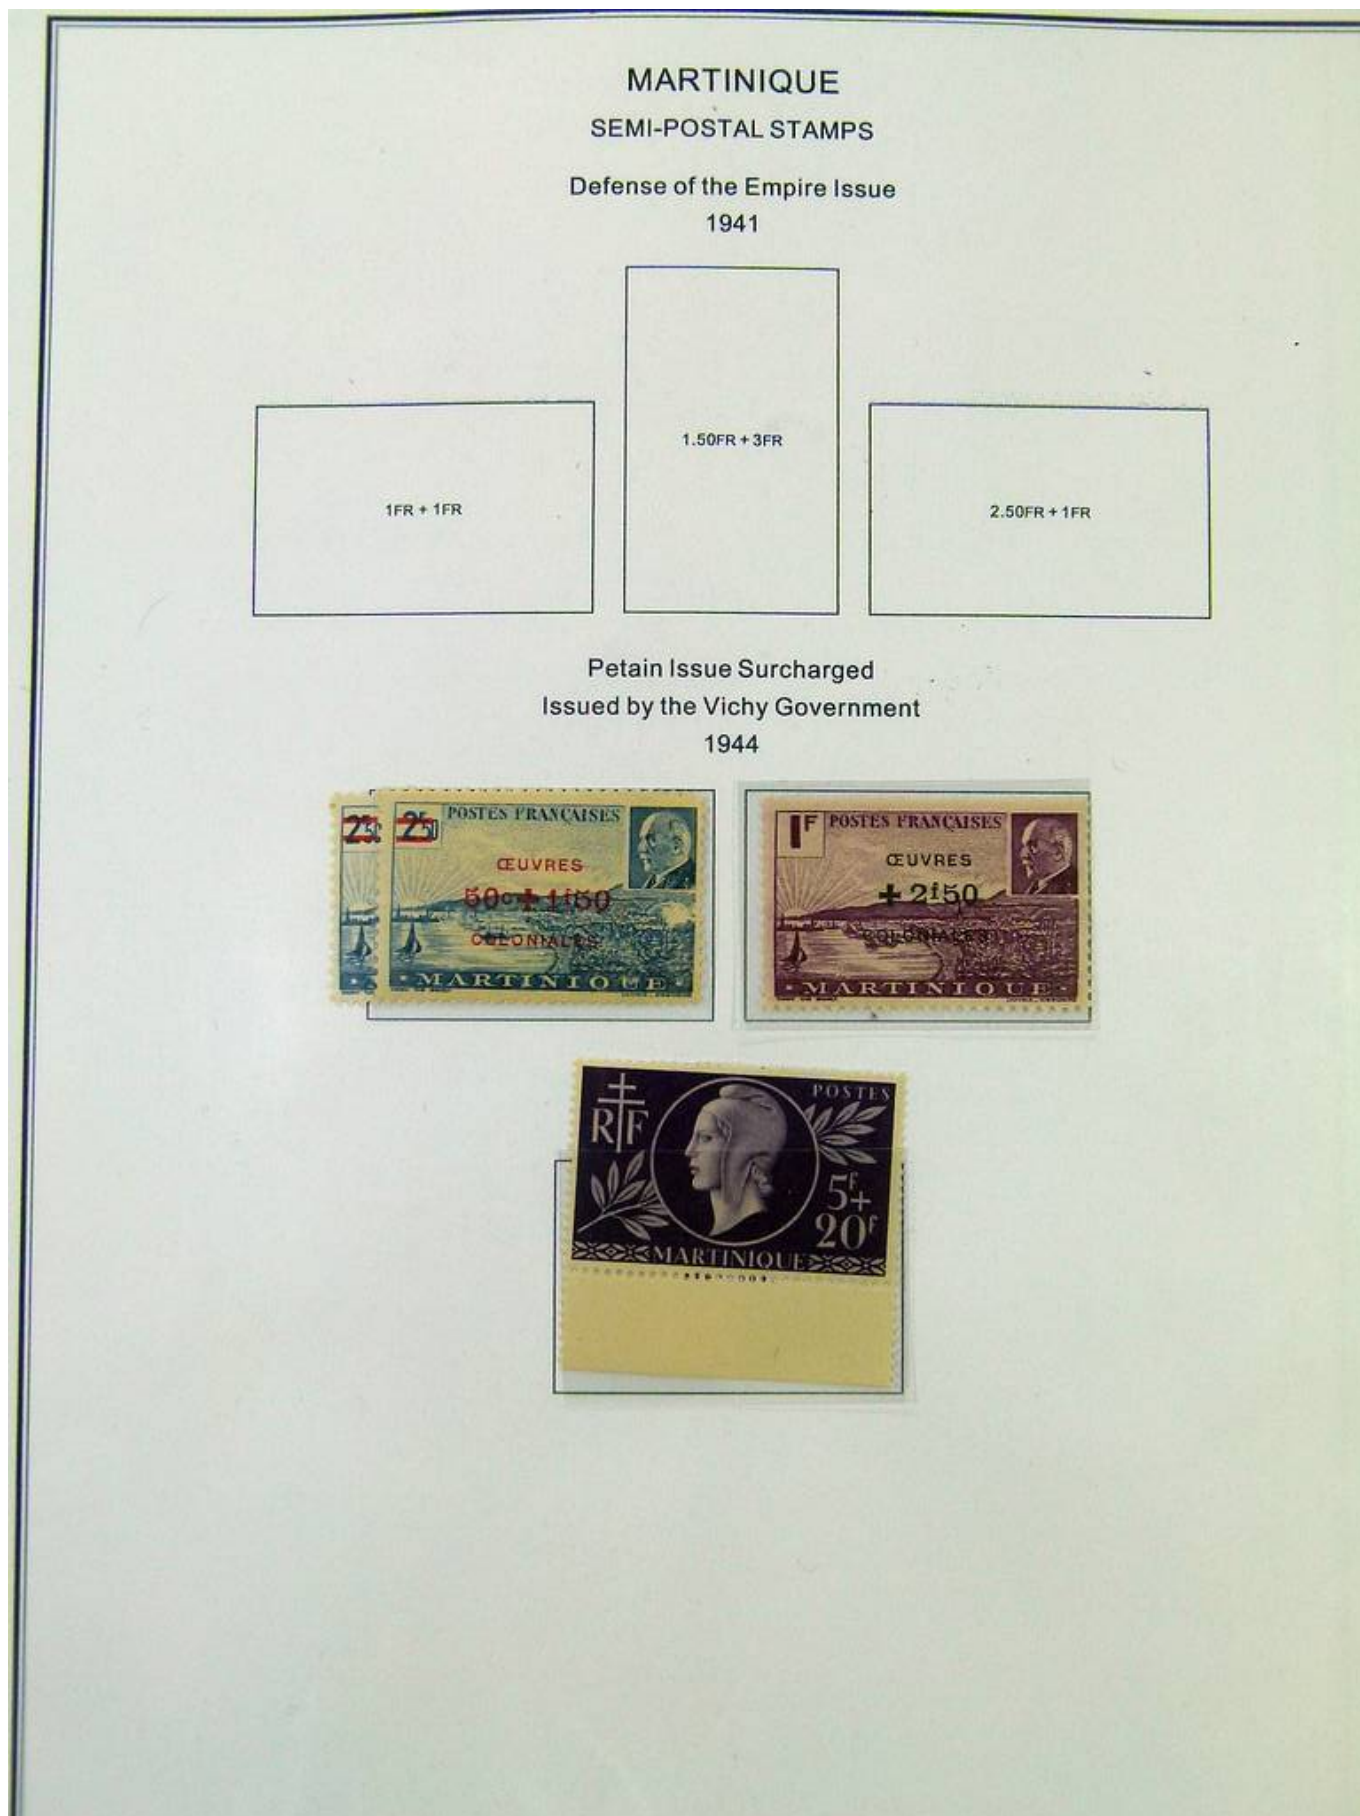 MARTINIQUE
SEMI-POSTAL STAMPS
Defense of the Empire Issue
1941
1FR + 1FR
1.50FR + 3FR
2.50FR + 1FR
Petain Issue Surcharged
Issued by the Vichy Government
1944
POSTES FRANÇAISES
ŒUVRES
50c + 1f50
COLONIALES
MARTINIQUE
1F POSTES FRANÇAISES
ŒUVRES
+ 2f50
COLONIALES
MARTINIQUE
POSTES
RF
5F+
20F
MARTINIQUE